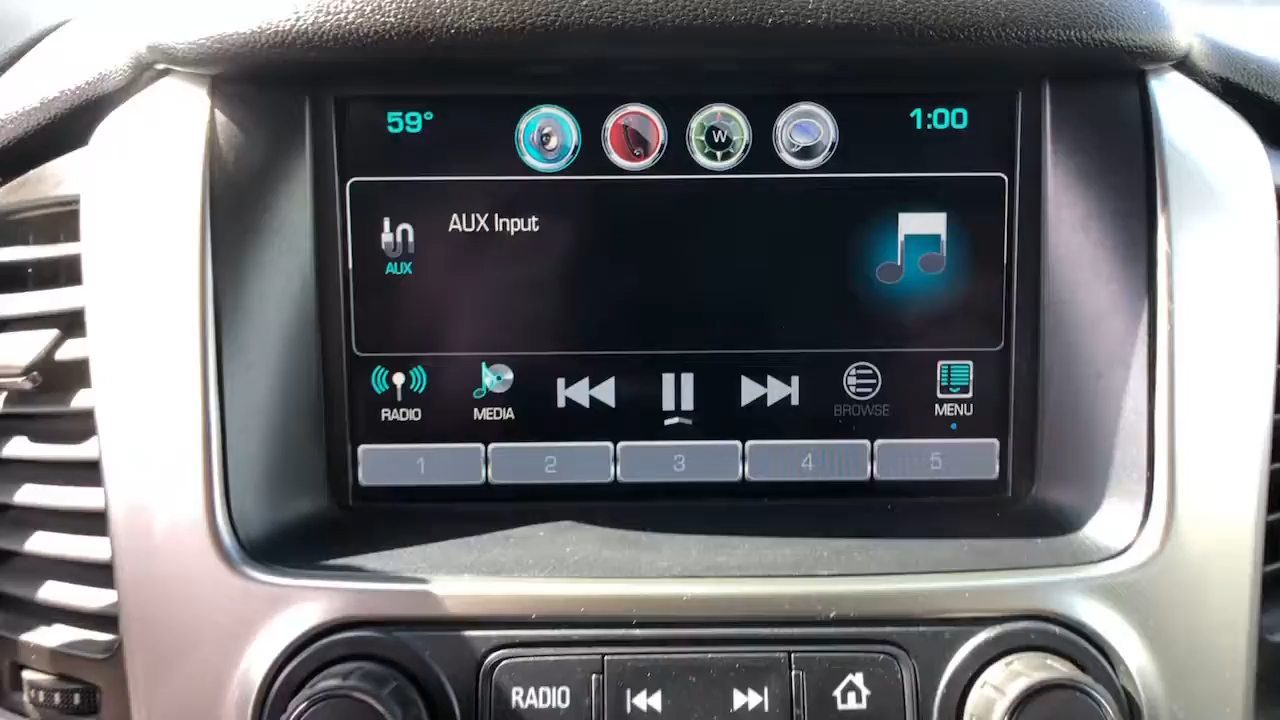 59°
W
1:00
AUX Input
AUX
RADIO
MEDIA
BROWSE
MENU
1
2
3
4
5
RADIO